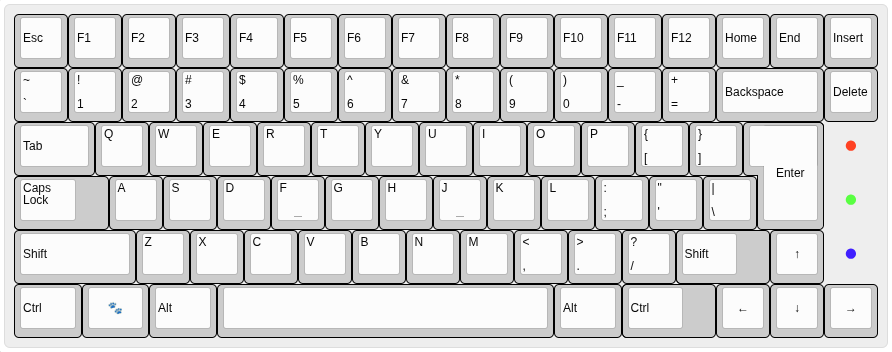 Esc F1 F2 F3 F4 F5 F6 F7 F8 F9 F10 F11 F12 Home End Insert
~ ! @ # $ % ^ & * ( ) _ +
` 1 2 3 4 5 6 7 8 9 0 - = Backspace Delete
Tab Q W E R T Y U I O P { }
[ ] Enter
Caps Lock A S D F _ G H J _ K L : " |
; ' \
Shift Z X C V B N M < > ? Shift ↑
, . /
Ctrl 🐾 Alt Alt Ctrl ← ↓ →